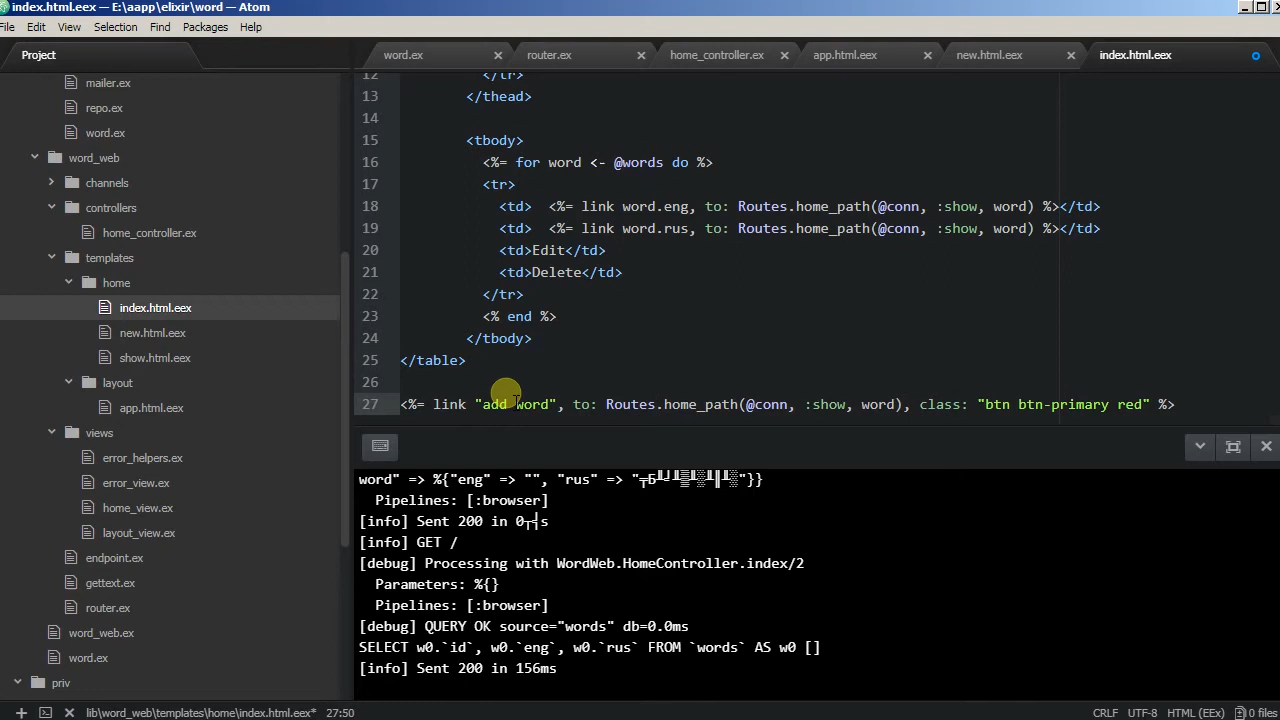 index.html.eex — E:\aapp\elixir\word — Atom
File Edit View Selection Find Packages Help
Project
word.ex router.ex home_controller.ex app.html.eex new.html.eex index.html.eex
mailer.ex
repo.ex
word.ex
word_web
channels
controllers
home_controller.ex
templates
home
index.html.eex
new.html.eex
show.html.eex
layout
app.html.eex
views
error_helpers.ex
error_view.ex
home_view.ex
layout_view.ex
endpoint.ex
gettext.ex
router.ex
word_web.ex
word.ex
priv
12 </tr>
13 </thead>
14
15 <tbody>
16 <%= for word <- @words do %>
17 <tr>
18 <td>  <%= link word.eng, to: Routes.home_path(@conn, :show, word) %></td>
19 <td>  <%= link word.rus, to: Routes.home_path(@conn, :show, word) %></td>
20 <td>Edit</td>
21 <td>Delete</td>
22 </tr>
23 <% end %>
24 </tbody>
25 </table>
26
27 <%= link "add word", to: Routes.home_path(@conn, :show, word), class: "btn btn-primary red" %>
word" => %{"eng" => "", "rus" => "
Pipelines: [:browser]
[info] Sent 200 in 0
[info] GET /
[debug] Processing with WordWeb.HomeController.index/2
Parameters: %{}
Pipelines: [:browser]
[debug] QUERY OK source="words" db=0.0ms
SELECT w0.`id`, w0.`eng`, w0.`rus` FROM `words` AS w0 []
[info] Sent 200 in 156ms
lib\word_web\templates\home\index.html.eex* 27:50 CRLF UTF-8 HTML (EEx) 0 files